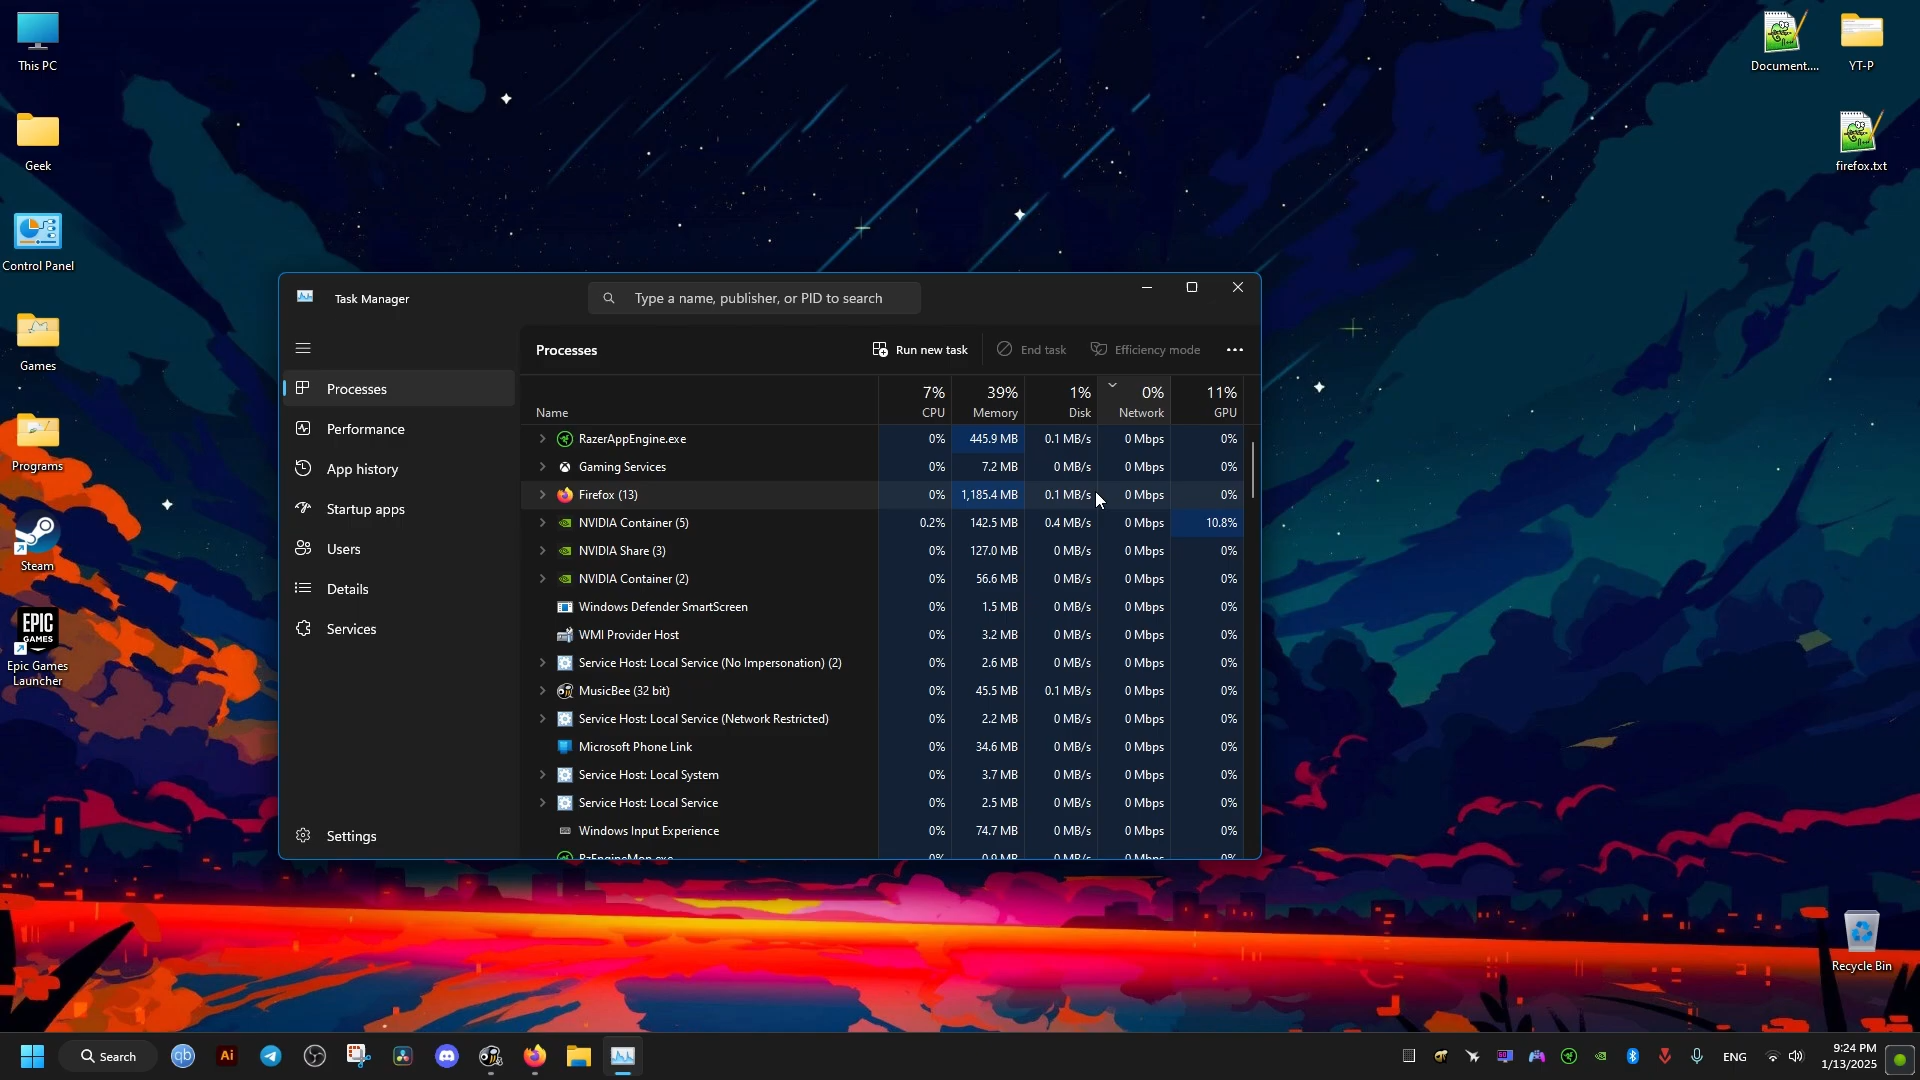 This PC
Geek
Control Panel
Games
Programs
Steam
EPIC
GAMES
Epic Games
Launcher
Document....
YT-P
firefox.txt
Recycle Bin
Task Manager
Type a name, publisher, or PID to search
Processes
Performance
App history
Startup apps
Users
Details
Services
Settings
Processes
Run new task
End task
Efficiency mode
7% 39% 1% 0% 11%
Name CPU Memory Disk Network GPU
RazerAppEngine.exe 0% 445.9 MB 0.1 MB/s 0 Mbps 0%
Gaming Services 0% 7.2 MB 0 MB/s 0 Mbps 0%
Firefox (13) 0% 1,185.4 MB 0.1 MB/s 0 Mbps 0%
NVIDIA Container (5) 0.2% 142.5 MB 0.4 MB/s 0 Mbps 10.8%
NVIDIA Share (3) 0% 127.0 MB 0 MB/s 0 Mbps 0%
NVIDIA Container (2) 0% 56.6 MB 0 MB/s 0 Mbps 0%
Windows Defender SmartScreen 0% 1.5 MB 0 MB/s 0 Mbps 0%
WMI Provider Host 0% 3.2 MB 0 MB/s 0 Mbps 0%
Service Host: Local Service (No Impersonation) (2) 0% 2.6 MB 0 MB/s 0 Mbps 0%
MusicBee (32 bit) 0% 45.5 MB 0.1 MB/s 0 Mbps 0%
Service Host: Local Service (Network Restricted) 0% 2.2 MB 0 MB/s 0 Mbps 0%
Microsoft Phone Link 0% 34.6 MB 0 MB/s 0 Mbps 0%
Service Host: Local System 0% 3.7 MB 0 MB/s 0 Mbps 0%
Service Host: Local Service 0% 2.5 MB 0 MB/s 0 Mbps 0%
Windows Input Experience 0% 74.7 MB 0 MB/s 0 Mbps 0%
RzEngineMon.exe 0% 0.9 MB 0 MB/s 0 Mbps 0%
Search
qb
Ai
ENG
9:24 PM
1/13/2025